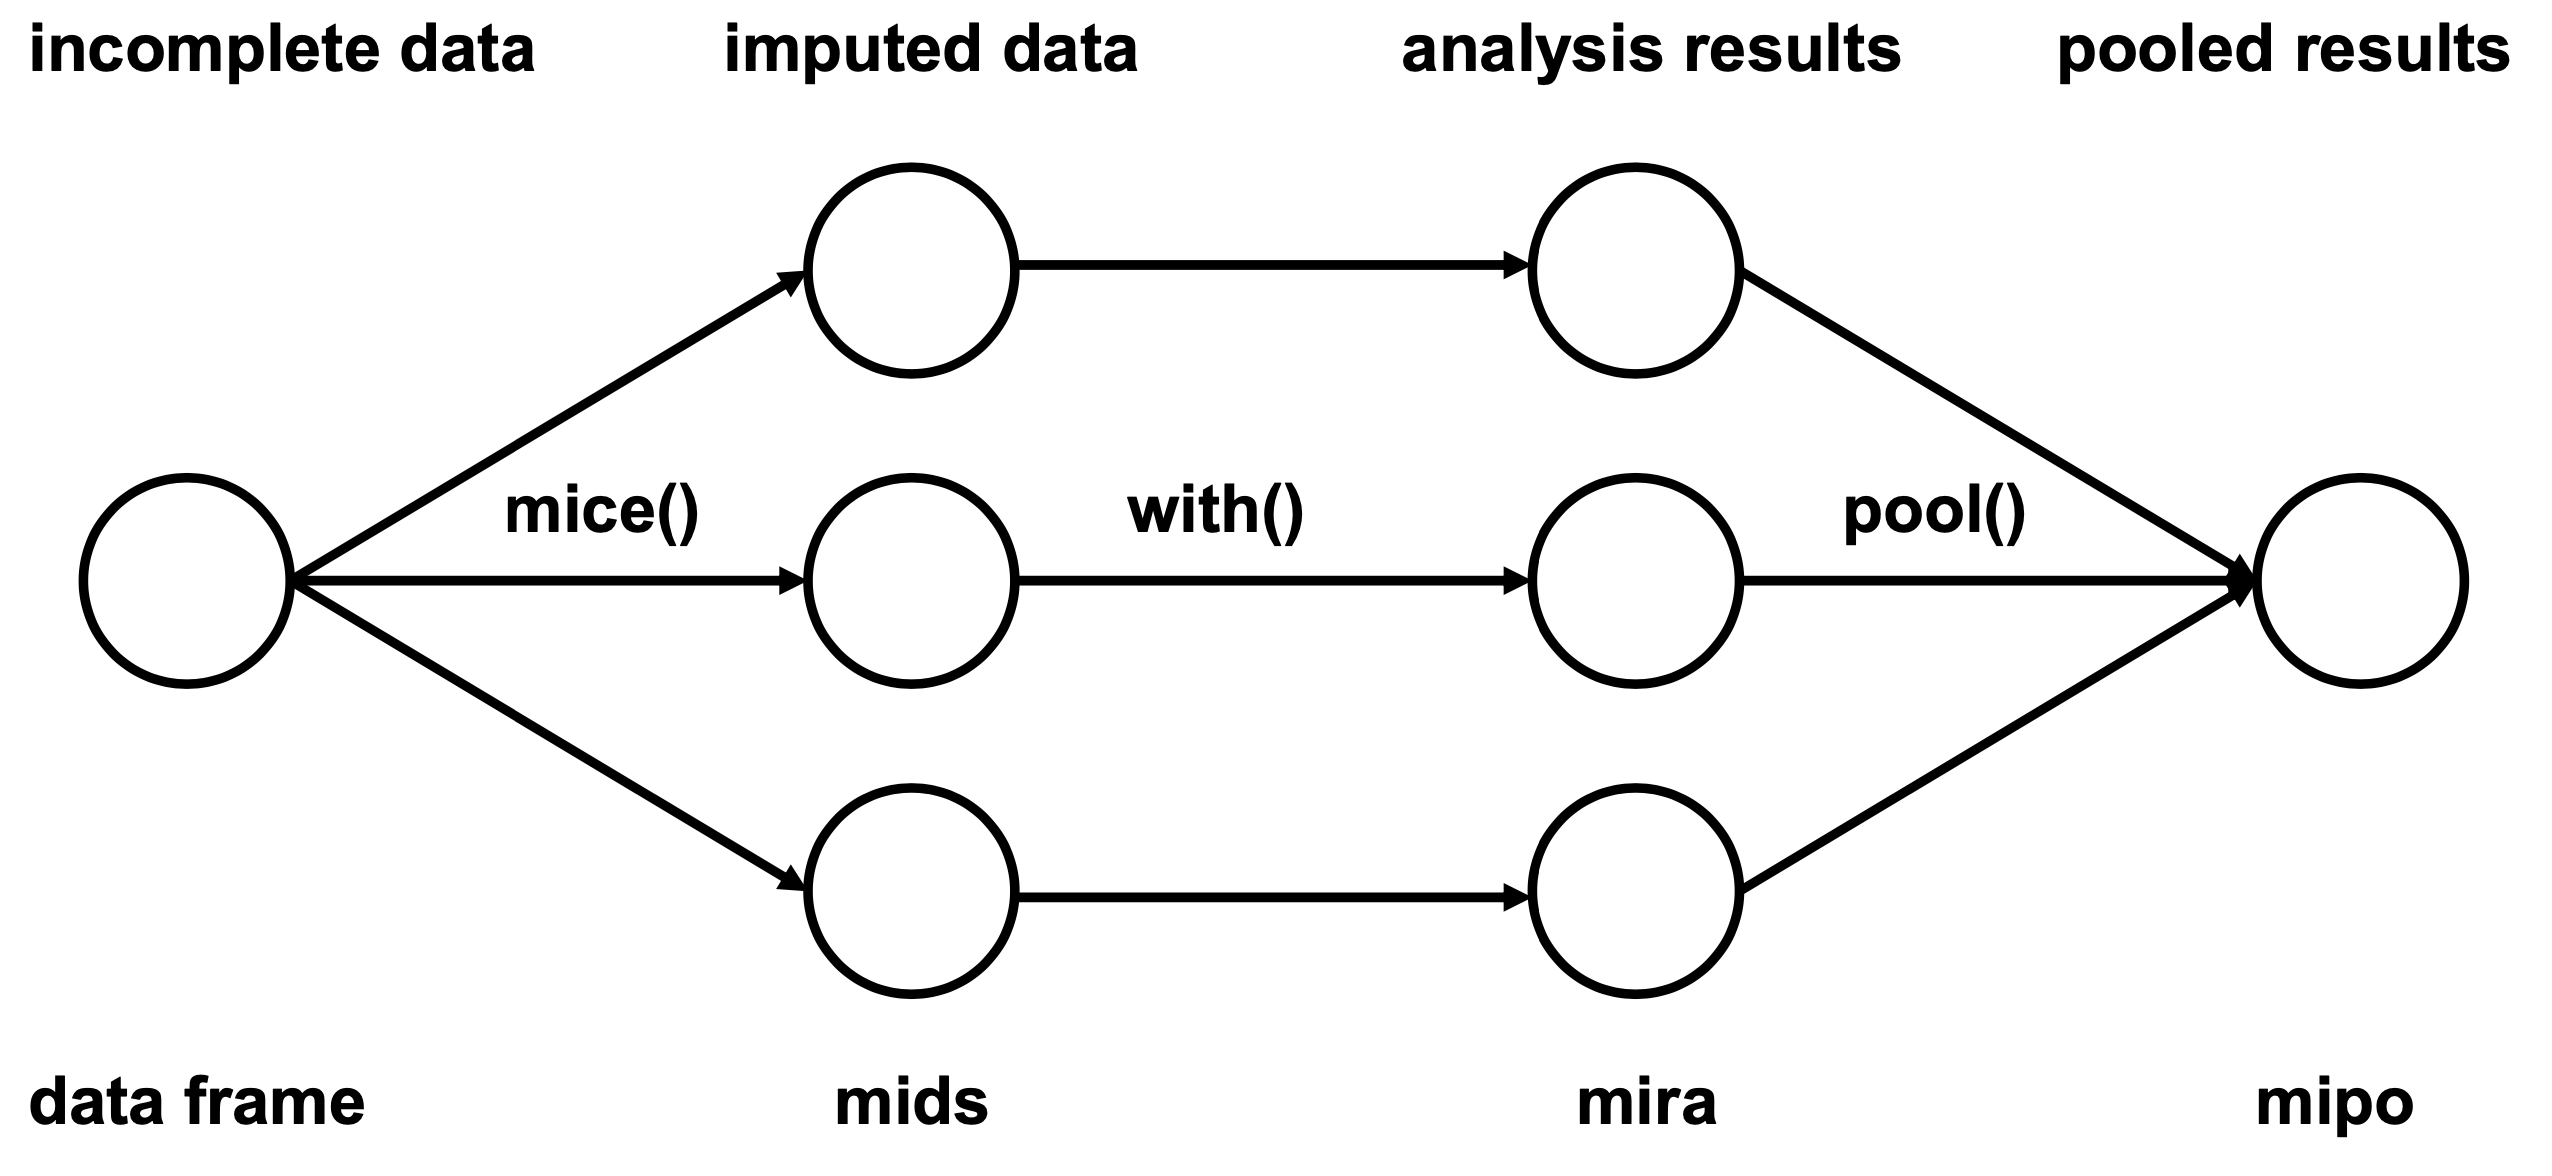 incomplete data
imputed data
analysis results
pooled results
mice()
with()
pool()
data frame
mids
mira
mipo